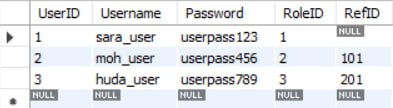 UserID Username Password RoleID RefID
1 sara_user userpass123 1 NULL
2 moh_user userpass456 2 101
3 huda_user userpass789 3 201
NULL NULL NULL NULL NULL